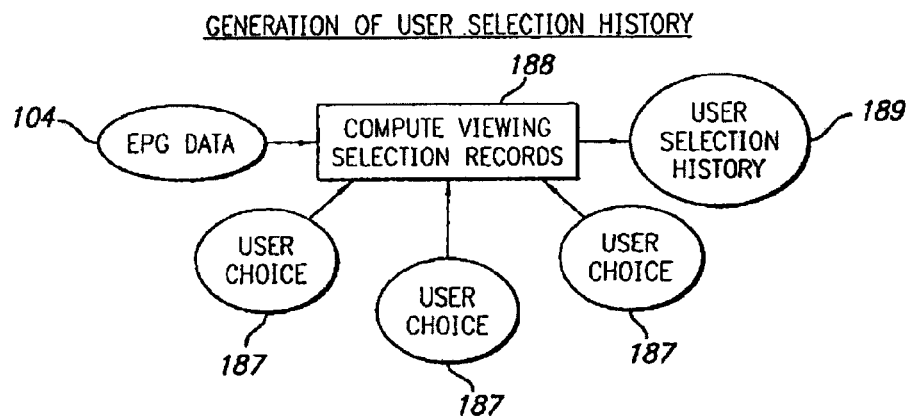 GENERATION OF USER SELECTION HISTORY
188
104
EPG DATA
COMPUTE VIEWING
SELECTION RECORDS
USER
SELECTION
HISTORY
189
USER
CHOICE
187
USER
CHOICE
187
USER
CHOICE
187